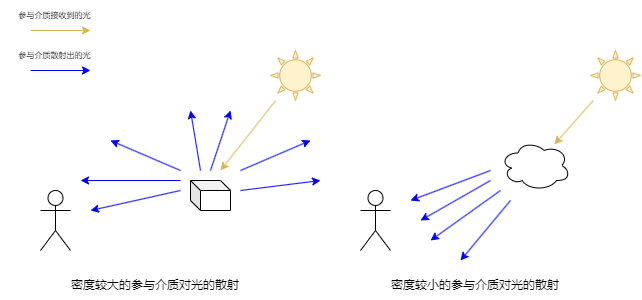 参与介质接收到的光
参与介质散射出的光
密度较大的参与介质对光的散射
密度较小的参与介质对光的散射